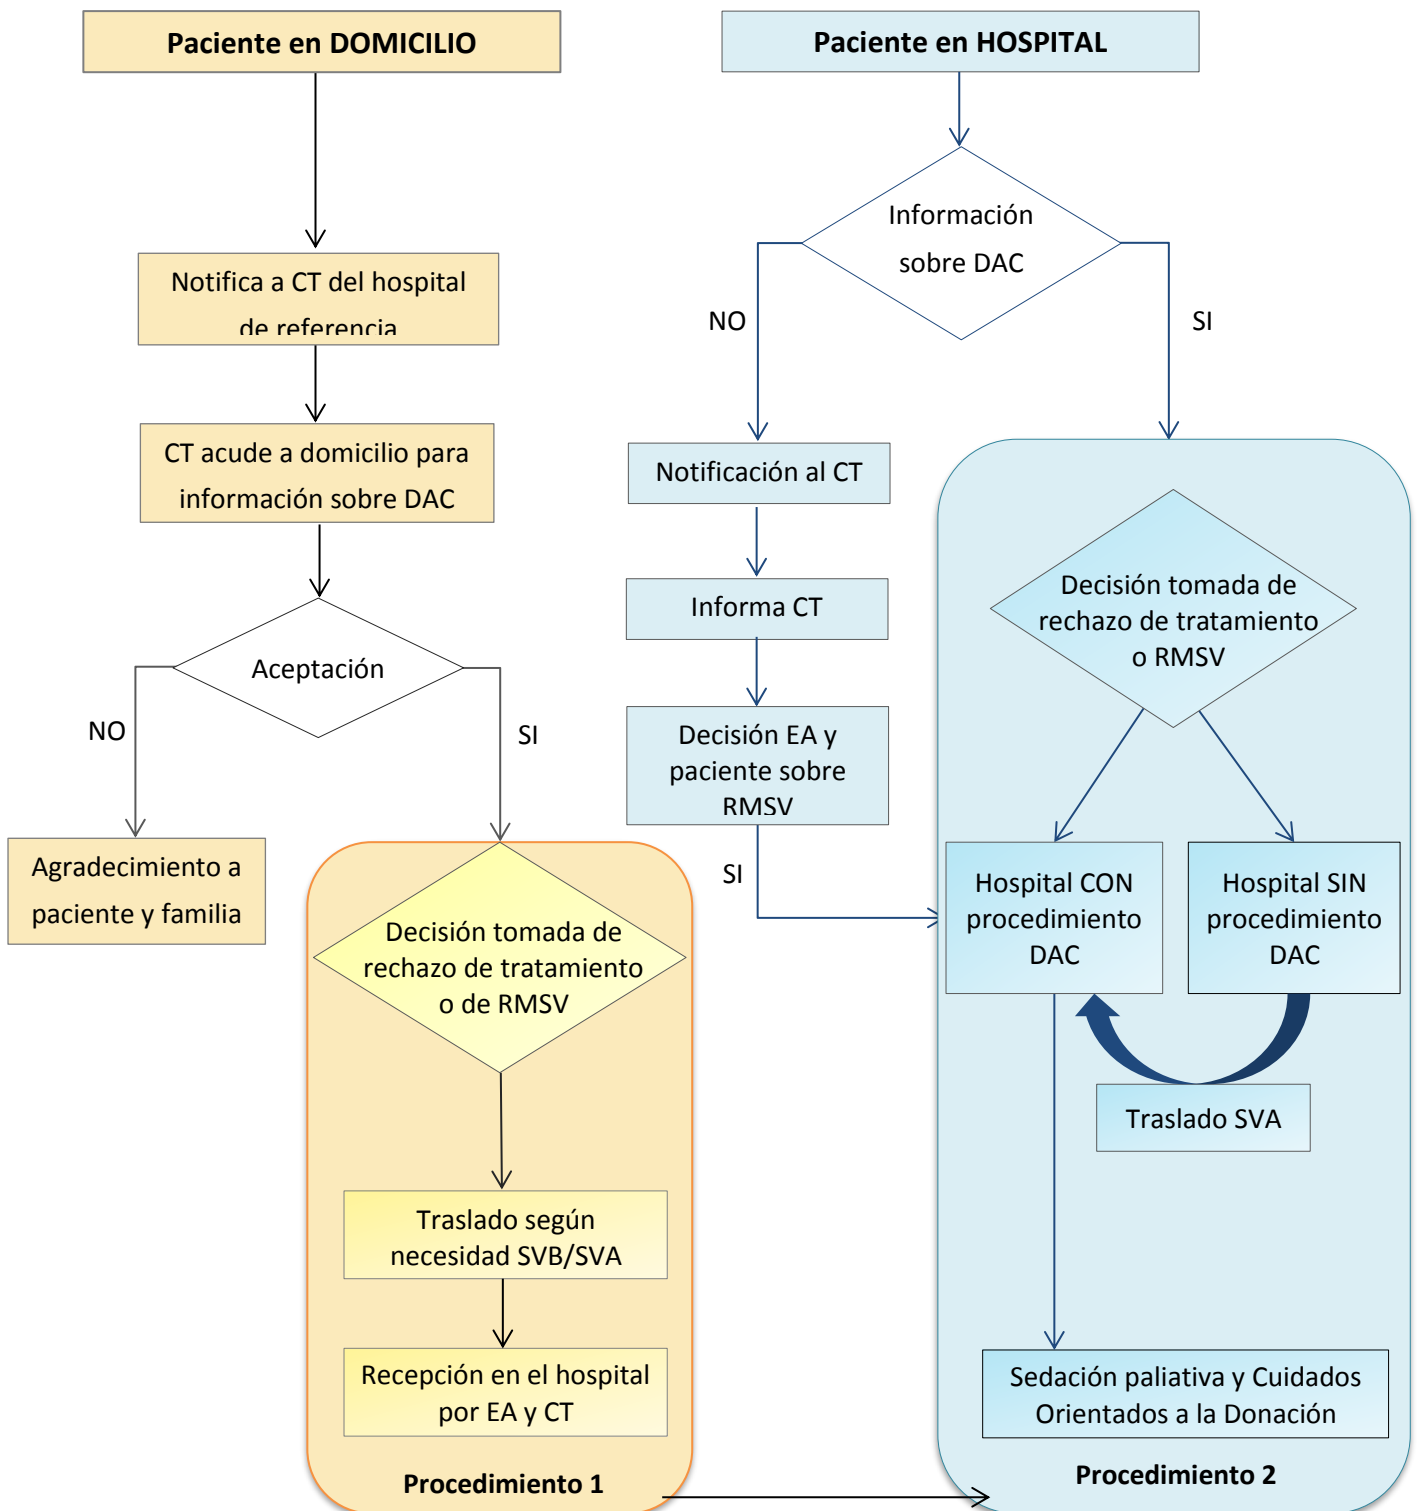 Paciente en DOMICILIO
Notifica a CT del hospital
de referencia
CT acude a domicilio para
información sobre DAC
Aceptación
NO
SI
Agradecimiento a
paciente y familia
Decisión tomada de
rechazo de tratamiento
o de RMSV
Traslado según
necesidad SVB/SVA
Recepción en el hospital
por EA y CT
Procedimiento 1
Paciente en HOSPITAL
Información
sobre DAC
NO
SI
Notificación al CT
Informa CT
Decisión EA y
paciente sobre
RMSV
SI
Decisión tomada de
rechazo de tratamiento
o RMSV
Hospital CON
procedimiento
DAC
Hospital SIN
procedimiento
DAC
Traslado SVA
Sedación paliativa y Cuidados
Orientados a la Donación
Procedimiento 2